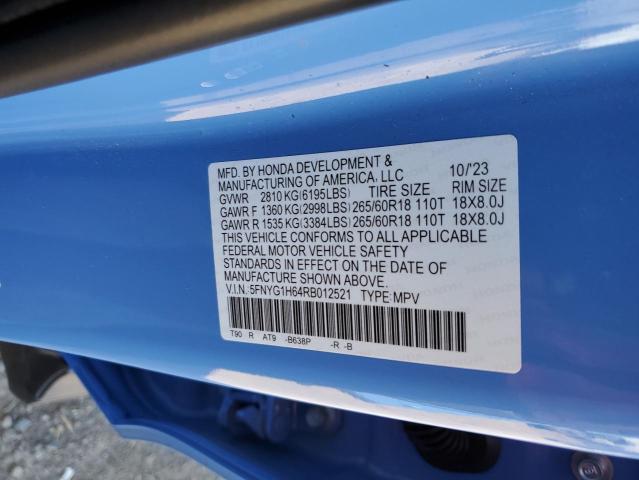 MFD. BY HONDA DEVELOPMENT & 10/'23
MANUFACTURING OF AMERICA, LLC
GVWR 2810 KG(6195LBS) TIRE SIZE RIM SIZE
GAWR F 1360 KG(2998LBS) 265/60R18 110T 18X8.0J
GAWR R 1535 KG(3384LBS) 265/60R18 110T 18X8.0J
THIS VEHICLE CONFORMS TO ALL APPLICABLE
FEDERAL MOTOR VEHICLE SAFETY
STANDARDS IN EFFECT ON THE DATE OF
MANUFACTURE SHOWN ABOVE.
V.I.N.:5FNYG1H64RB012521 TYPE:MPV
T90 R AT9 -B638P -R -B